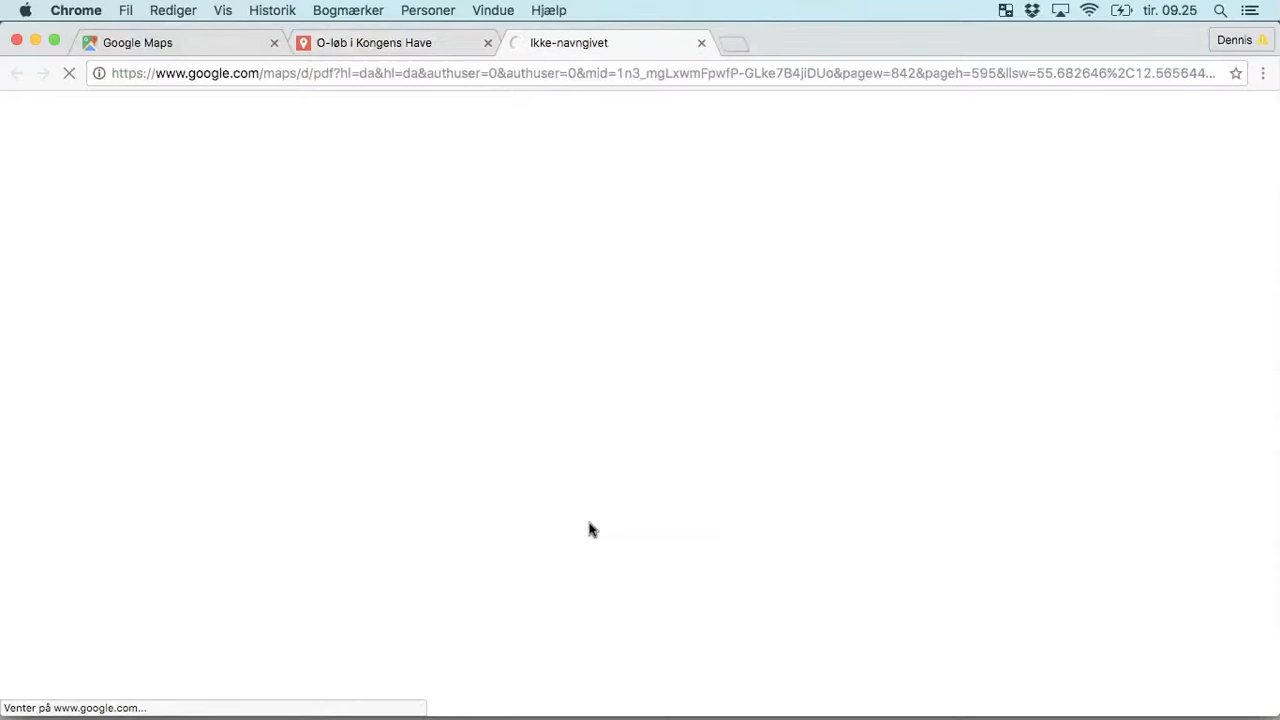 Chrome Fil Rediger Vis Historik Bogmærker Personer Vindue Hjælp tir. 09.25
Google Maps O-løb i Kongens Have Ikke-navngivet Dennis
https://www.google.com/maps/d/pdf?hl=da&hl=da&authuser=0&authuser=0&mid=1n3_mgLxwmFpwfP-GLke7B4jiDUo&pagew=842&pageh=595&llsw=55.682646%2C12.565644...
Venter på www.google.com...